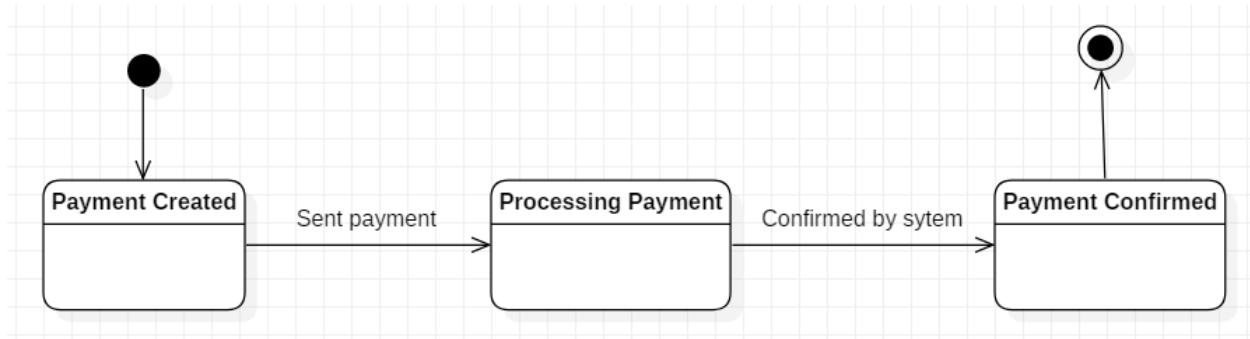 Payment Created
Sent payment
Processing Payment
Confirmed by sytem
Payment Confirmed